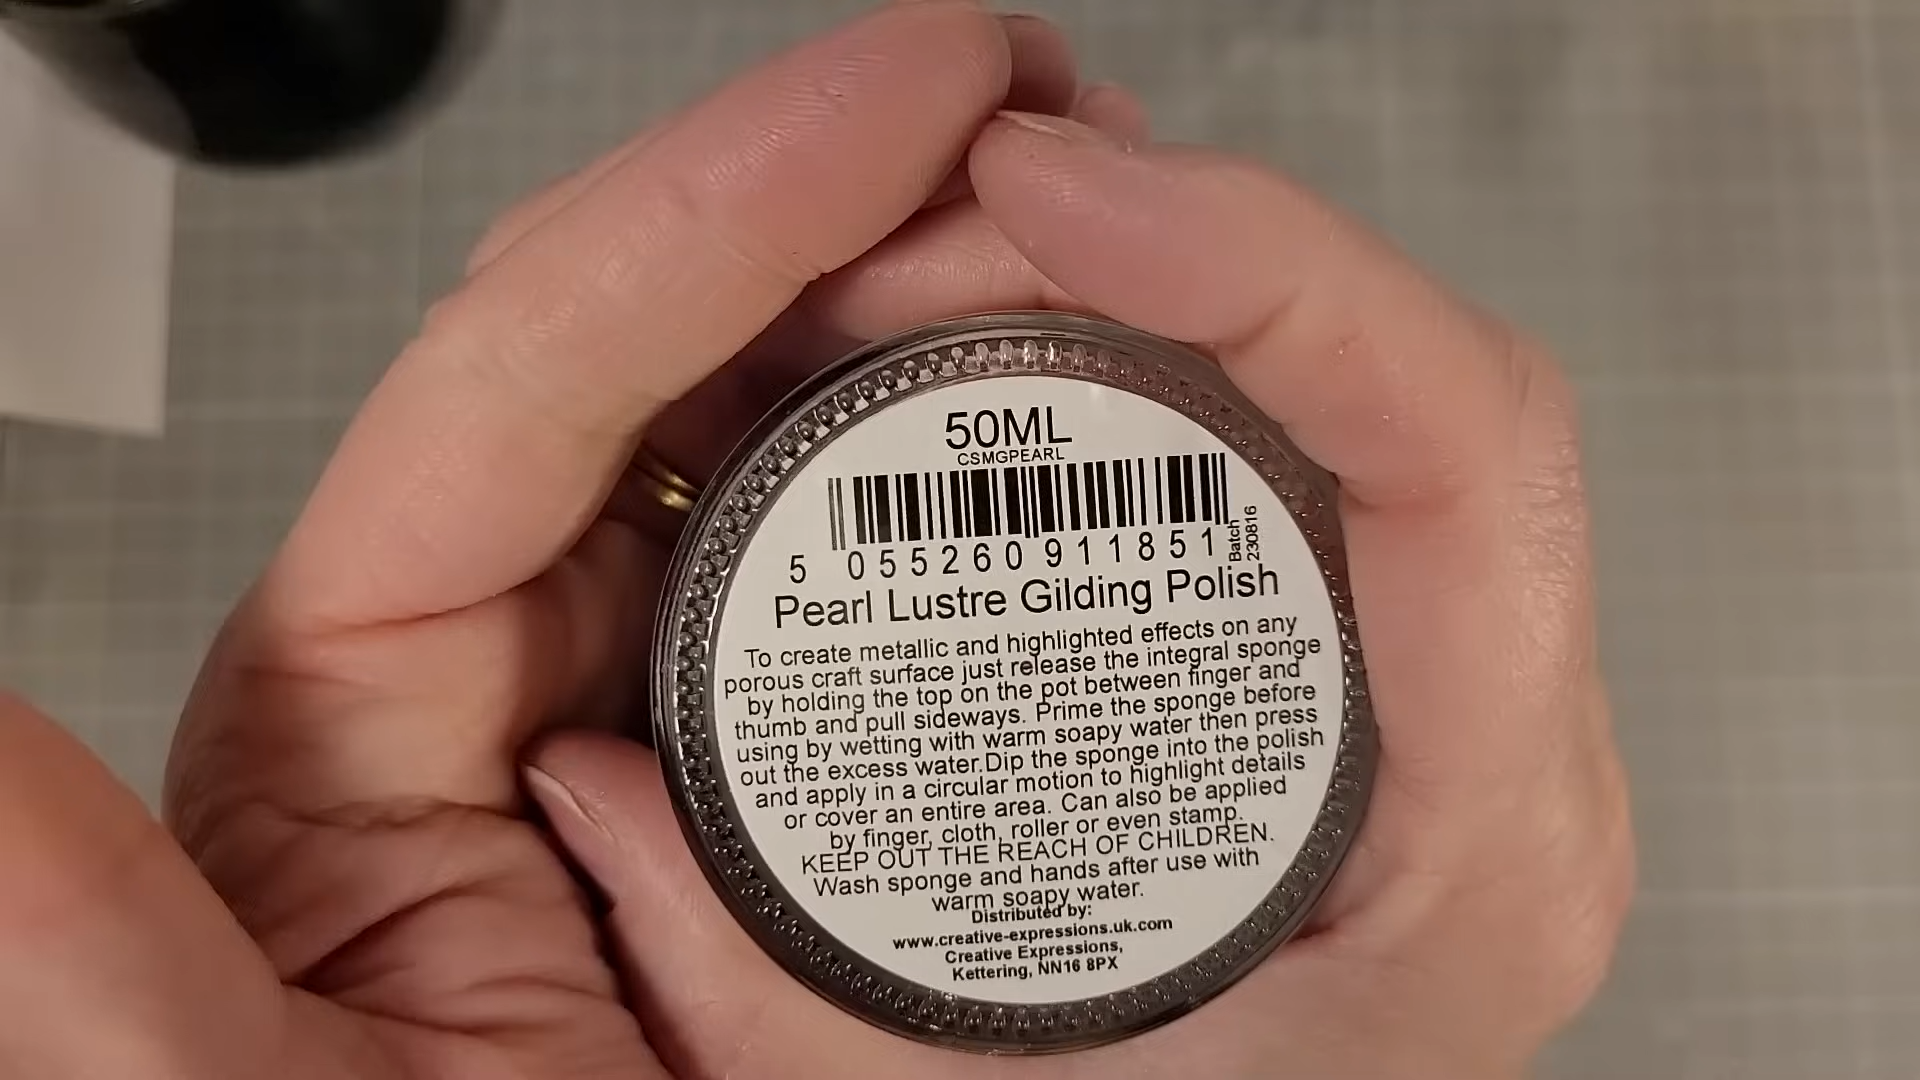 50ML
CSMGPEARL
5 055260 911851
Batch
230816
Pearl Lustre Gilding Polish
To create metallic and highlighted effects on any
porous craft surface just release the integral sponge
by holding the top on the pot between finger and
thumb and pull sideways. Prime the sponge before
using by wetting with warm soapy water then press
out the excess water.Dip the sponge into the polish
and apply in a circular motion to highlight details
or cover an entire area. Can also be applied
by finger, cloth, roller or even stamp.
KEEP OUT THE REACH OF CHILDREN.
Wash sponge and hands after use with
warm soapy water.
Distributed by:
www.creative-expressions.uk.com
Creative Expressions,
Kettering, NN16 8PX